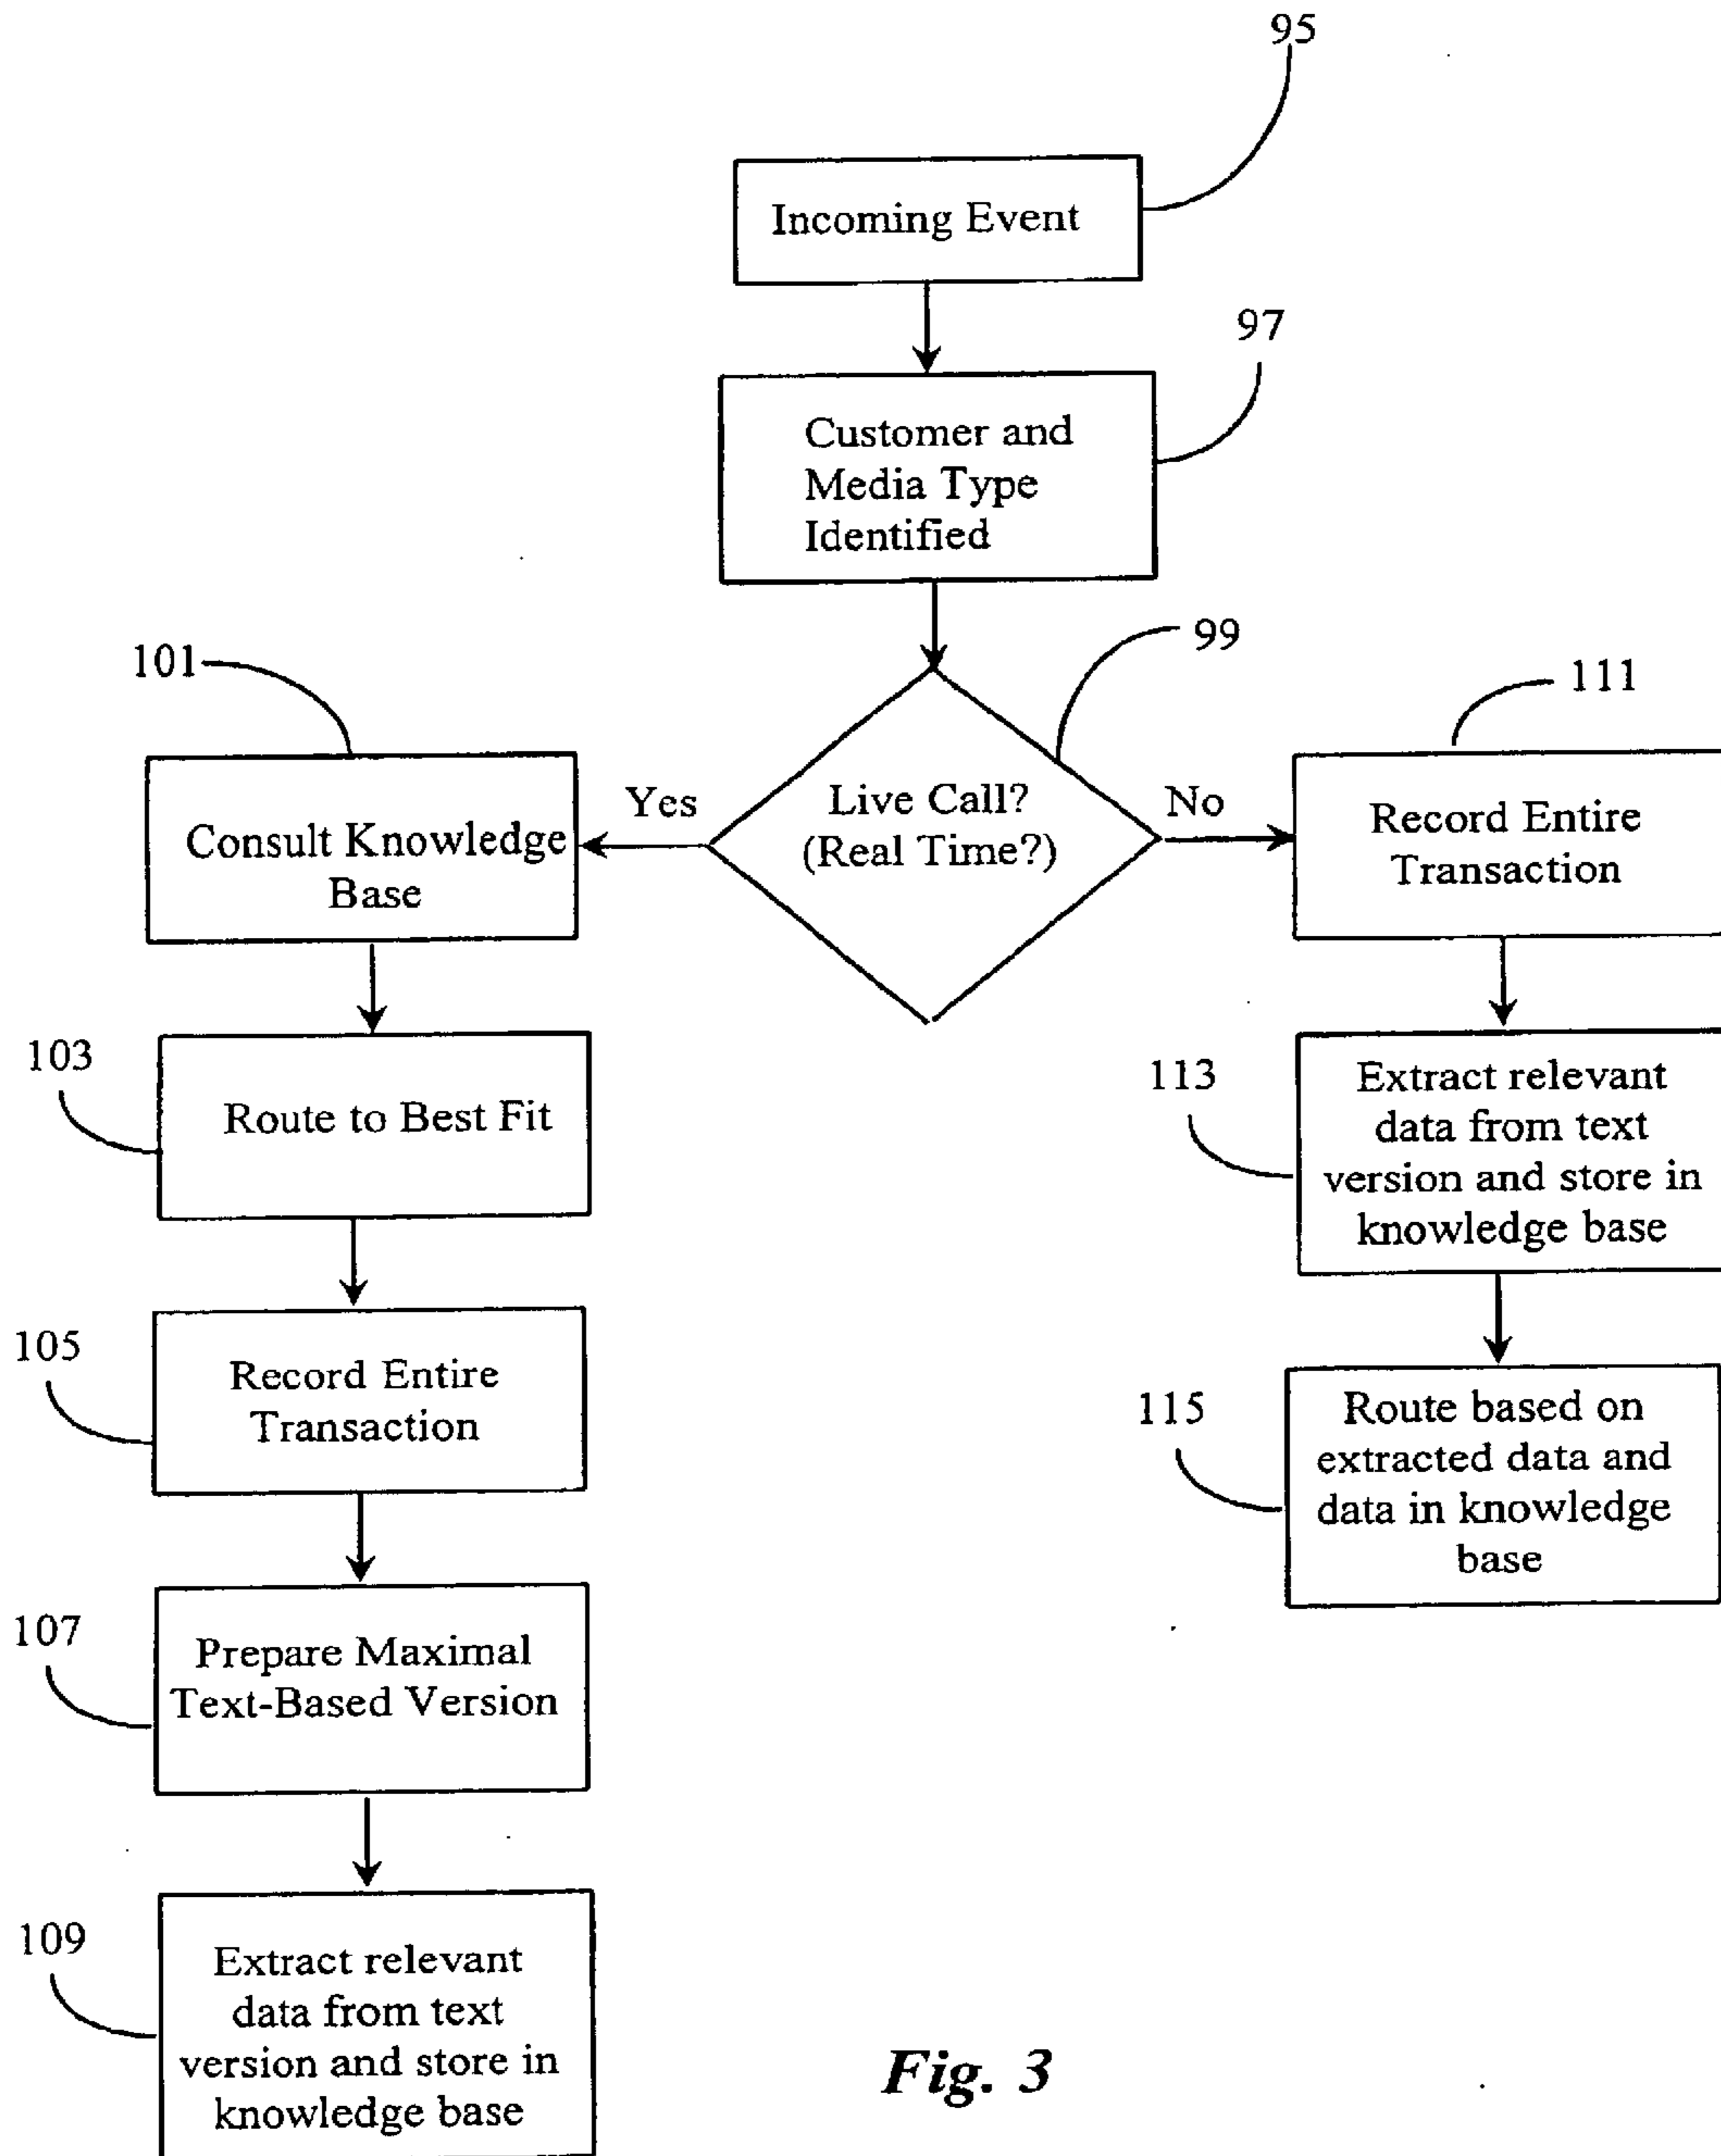 95
Incoming Event
97
Customer and
Media Type
Identified
99
Live Call?
(Real Time?)
Yes
No
101
Consult Knowledge
Base
103
Route to Best Fit
105
Record Entire
Transaction
107
Prepare Maximal
Text-Based Version
109
Extract relevant
data from text
version and store in
knowledge base
111
Record Entire
Transaction
113
Extract relevant
data from text
version and store in
knowledge base
115
Route based on
extracted data and
data in knowledge
base
Fig. 3